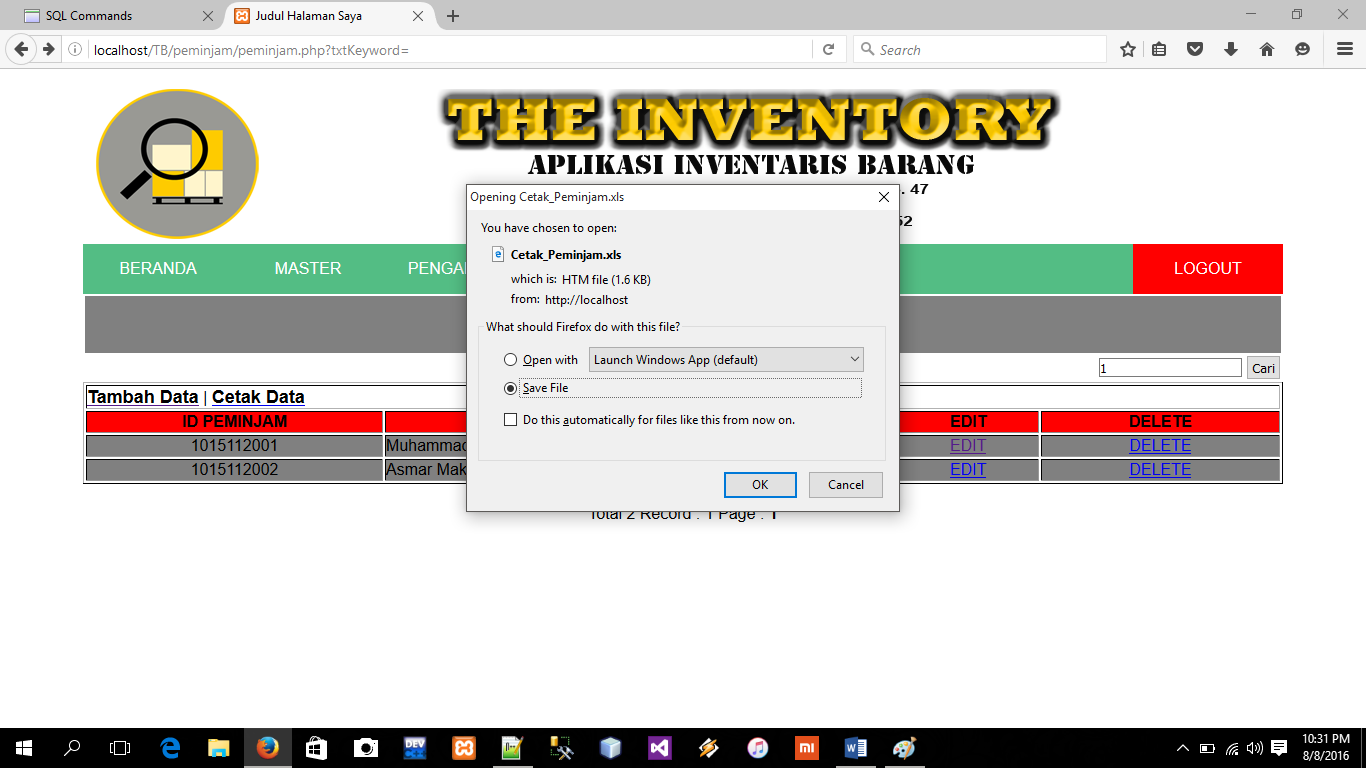 SQL Commands
Judul Halaman Saya
localhost/TB/peminjam/peminjam.php?txtKeyword=
Search
THE INVENTORY
APLIKASI INVENTARIS BARANG
. 47
52
BERANDA MASTER PENGA LOGOUT
Opening Cetak_Peminjam.xls
You have chosen to open:
Cetak_Peminjam.xls
which is: HTM file (1.6 KB)
from: http://localhost
What should Firefox do with this file?
Open with Launch Windows App (default)
Save File
Do this automatically for files like this from now on.
OK Cancel
1 Cari
Tambah Data | Cetak Data
ID PEMINJAM EDIT DELETE
1015112001 Muhammad EDIT DELETE
1015112002 Asmar Mak EDIT DELETE
Total 2 Record : 1 Page : 1
DEV
mi
10:31 PM
8/8/2016